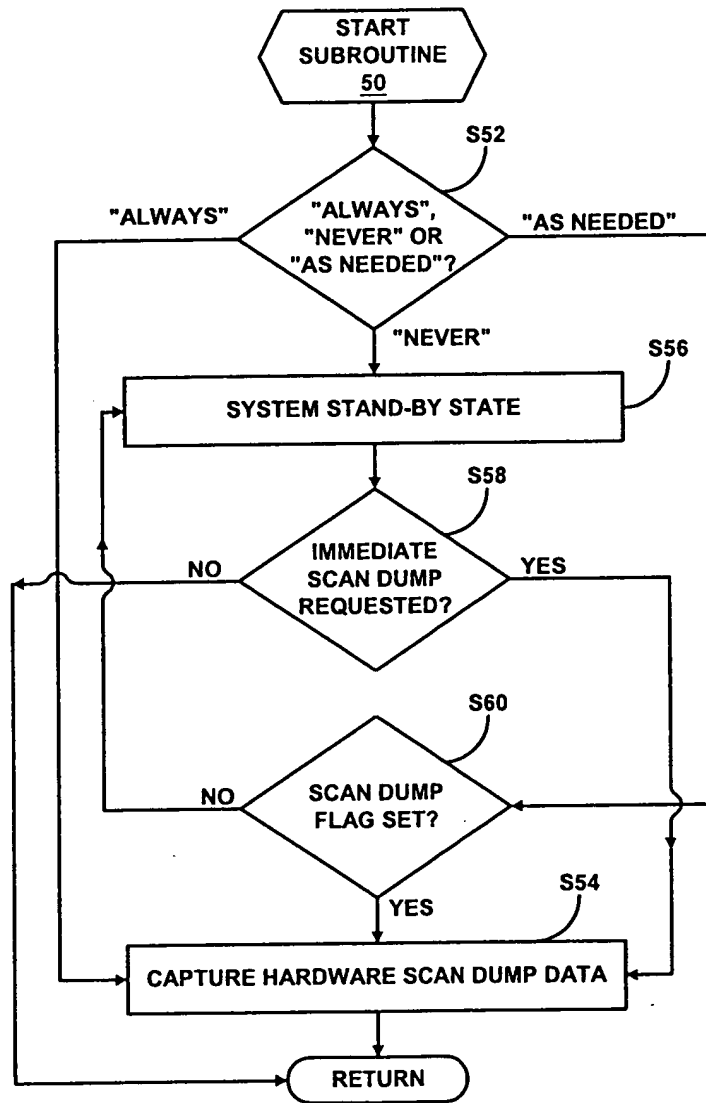 START
SUBROUTINE
50
S52
"ALWAYS"
"ALWAYS",
"NEVER" OR
"AS NEEDED"?
"AS NEEDED"
"NEVER"
S56
SYSTEM STAND-BY STATE
S58
NO
IMMEDIATE
SCAN DUMP
REQUESTED?
YES
S60
NO
SCAN DUMP
FLAG SET?
YES
S54
CAPTURE HARDWARE SCAN DUMP DATA
RETURN